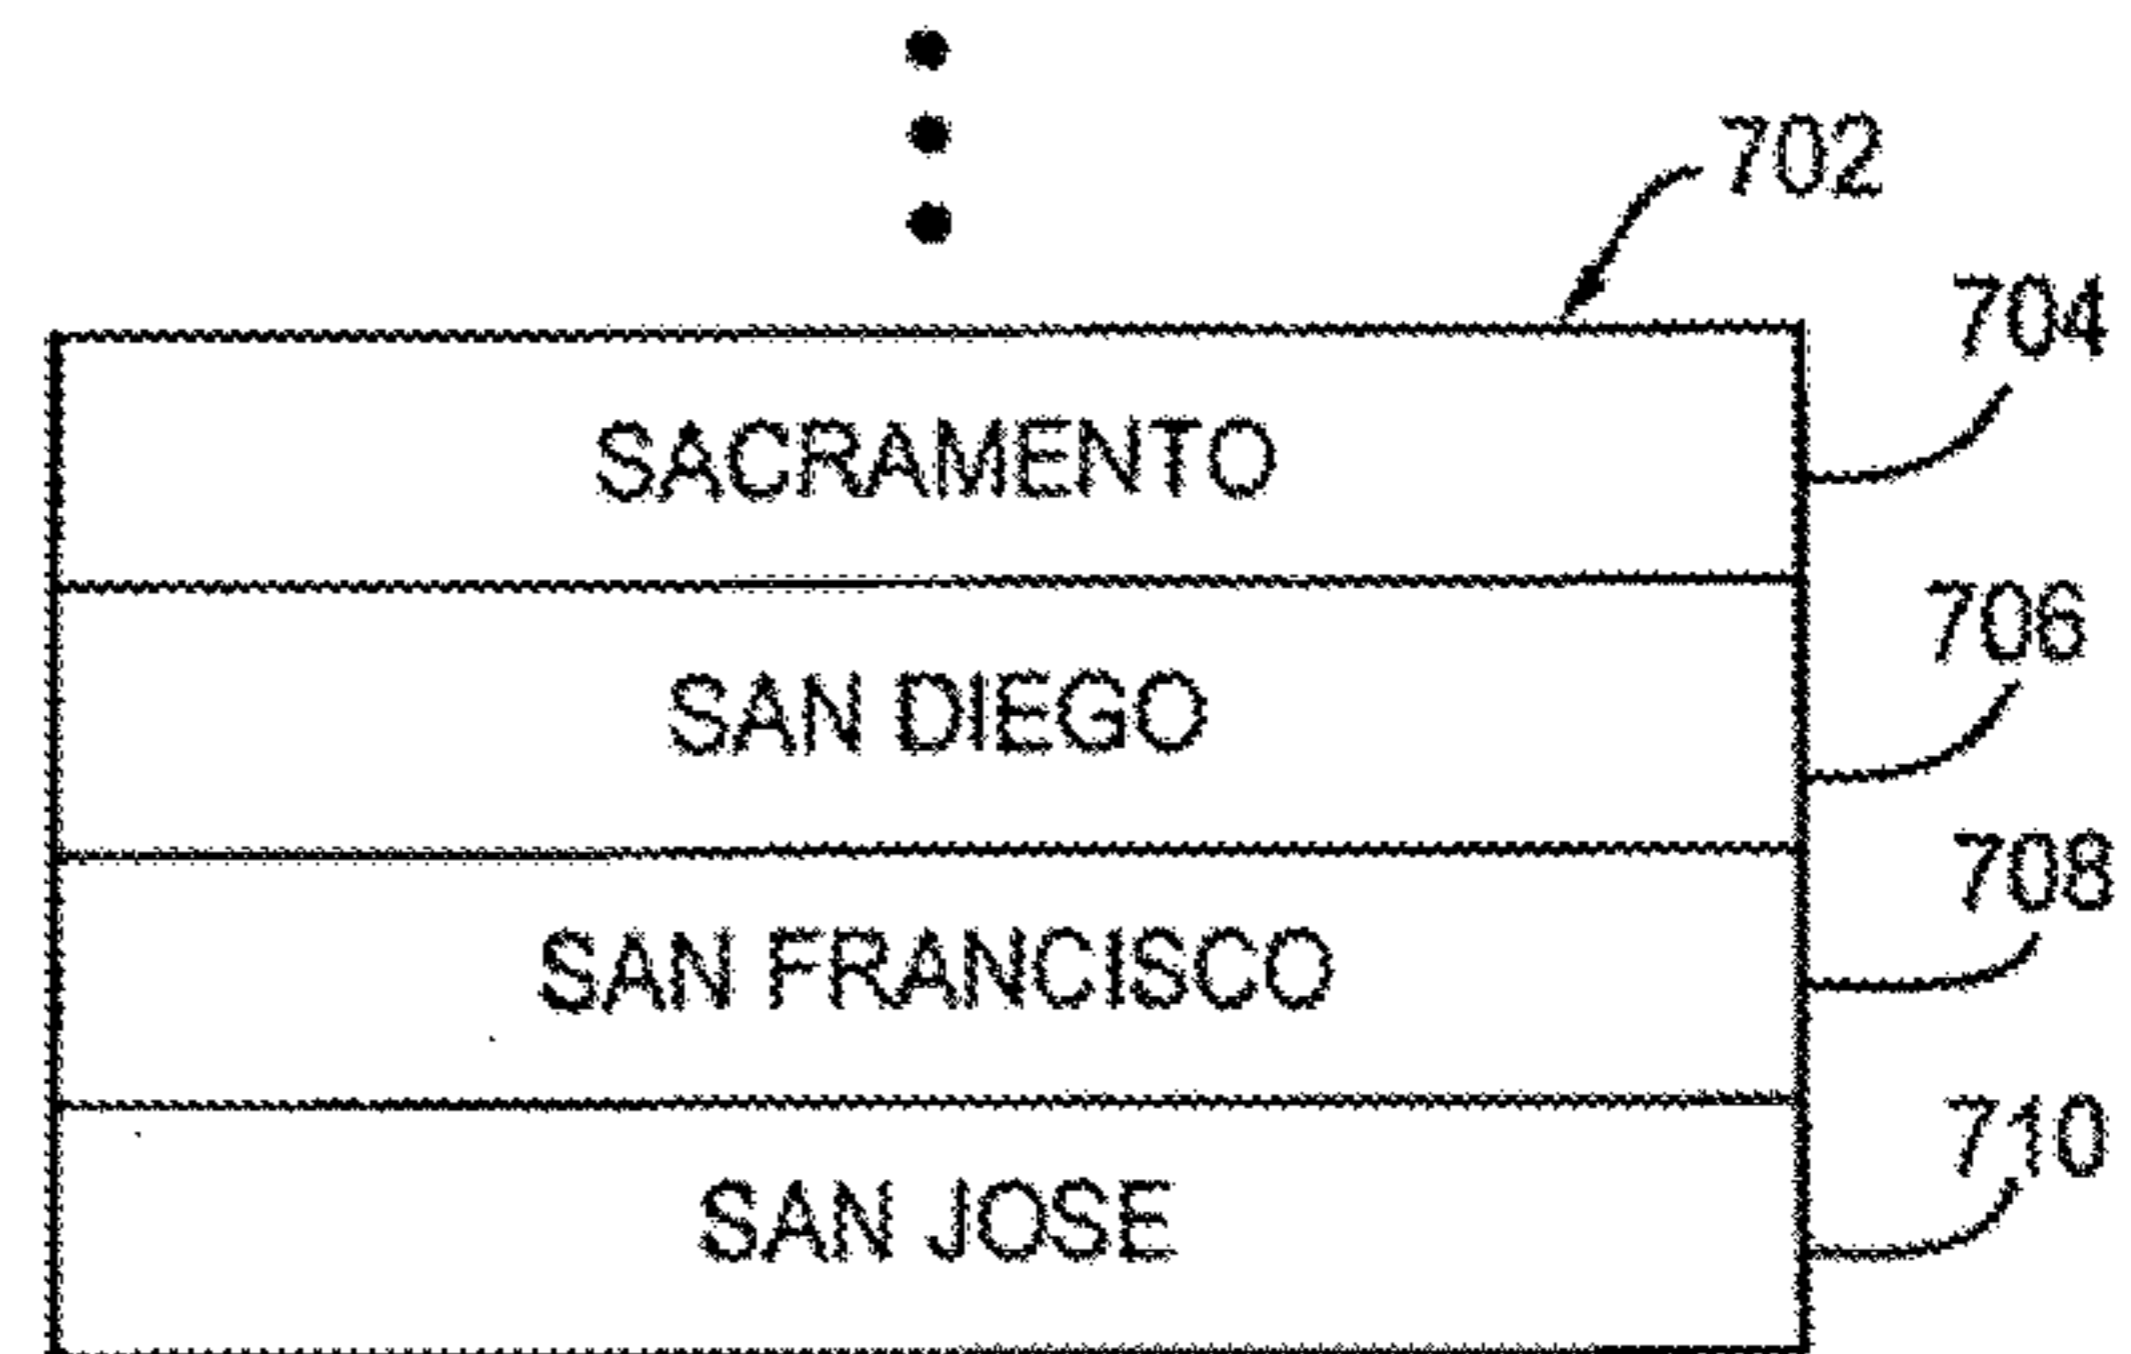 702
704
SACRAMENTO
706
SAN DIEGO
708
SAN FRANCISCO
710
SAN JOSE